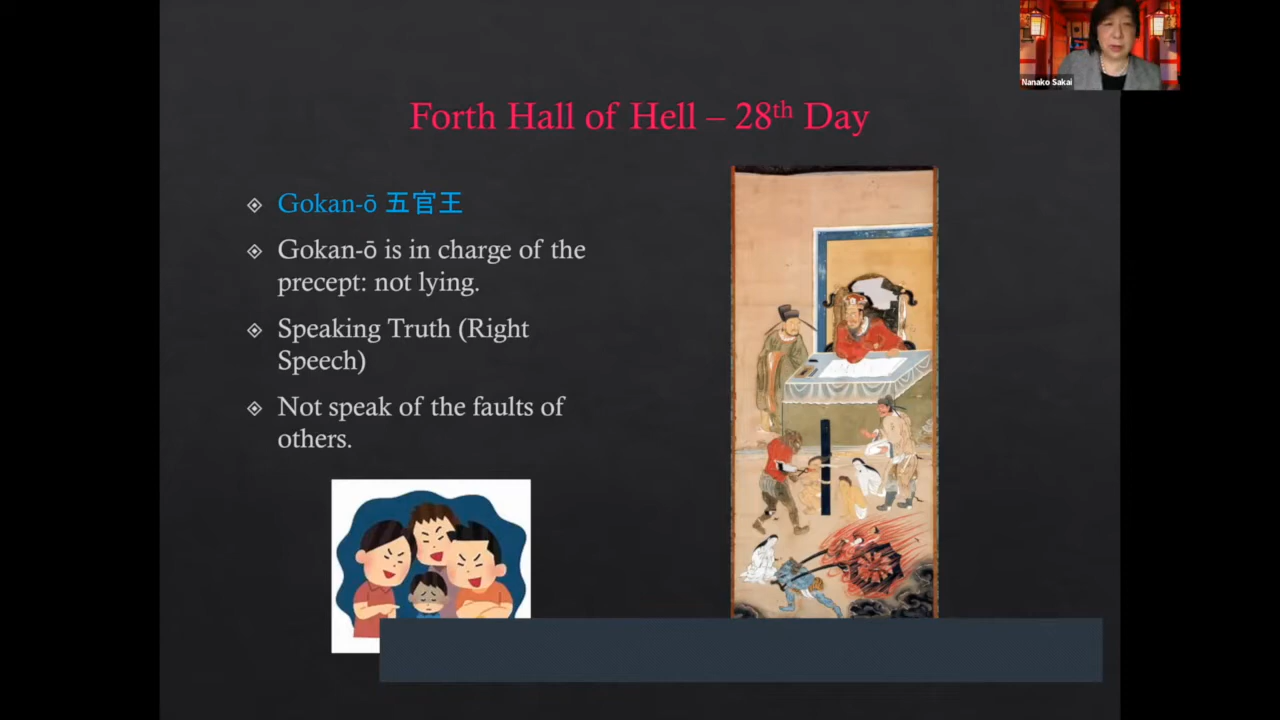 Nanako Sakai
Forth Hall of Hell – 28th Day
Gokan-ō 五官王
Gokan-ō is in charge of the
precept: not lying.
Speaking Truth (Right
Speech)
Not speak of the faults of
others.